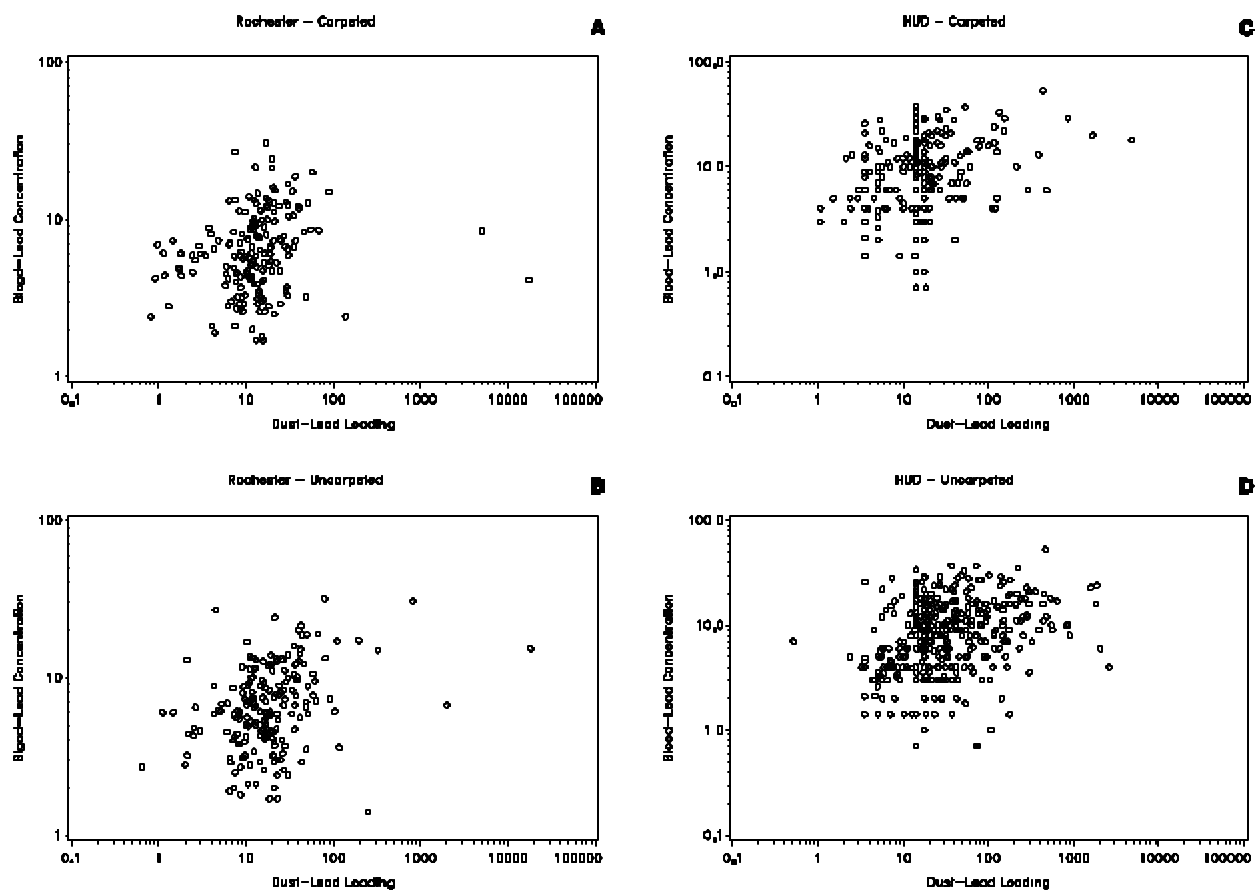 Rochester – Carpeted
A
100
10
1
Blood–Lead Concentration
0.1 1 10 100 1000 10000 100000
Dust–Lead Loading
HUD – Carpeted
C
100.0
10.0
1.0
0.1
Blood–Lead Concentration
0.1 1 10 100 1000 10000 100000
Dust–Lead Loading
Rochester – Uncarpeted
B
100
10
1
Blood–Lead Concentration
0.1 1 10 100 1000 10000 100000
Dust–Lead Loading
HUD – Uncarpeted
D
100.0
10.0
1.0
0.1
Blood–Lead Concentration
0.1 1 10 100 1000 10000 100000
Dust–Lead Loading